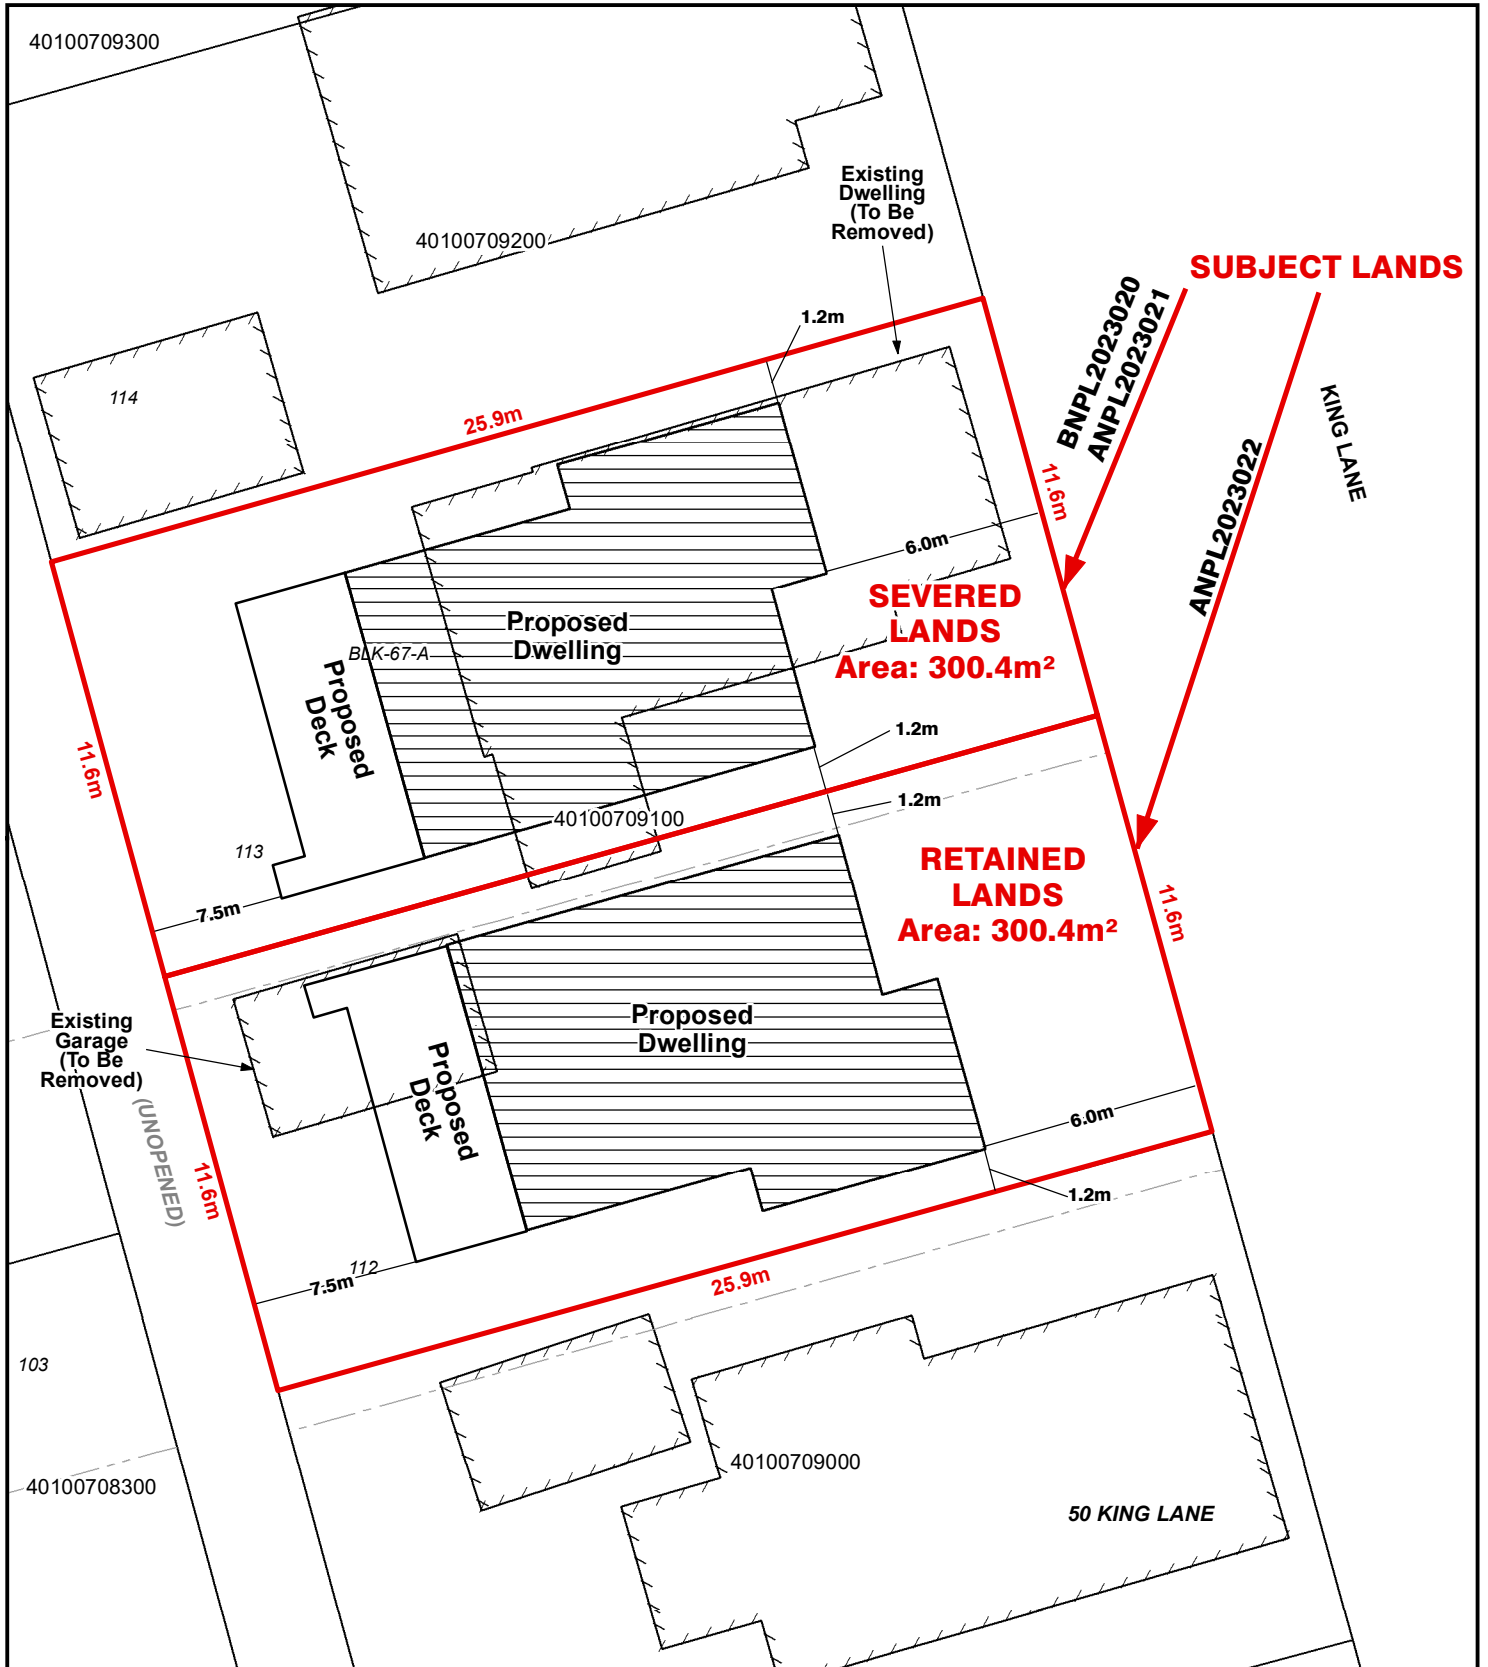 40100709300
Existing
Dwelling
(To Be
Removed)
40100709200
SUBJECT LANDS
BNPL2023020
ANPL2023021
1.2m
114
25.9m
KING LANE
11.6m
ANPL2023022
6.0m
SEVERED
LANDS
Area: 300.4m²
Proposed
Dwelling
BLK-67-A
Proposed
Deck
1.2m
11.6m
1.2m
40100709100
113
RETAINED
LANDS
Area: 300.4m²
7.5m
11.6m
Existing
Garage
(To Be
Removed)
Proposed
Dwelling
Proposed
Deck
(UNOPENED)
6.0m
11.6m
1.2m
112
7.5m
25.9m
103
40100709000
40100708300
50 KING LANE